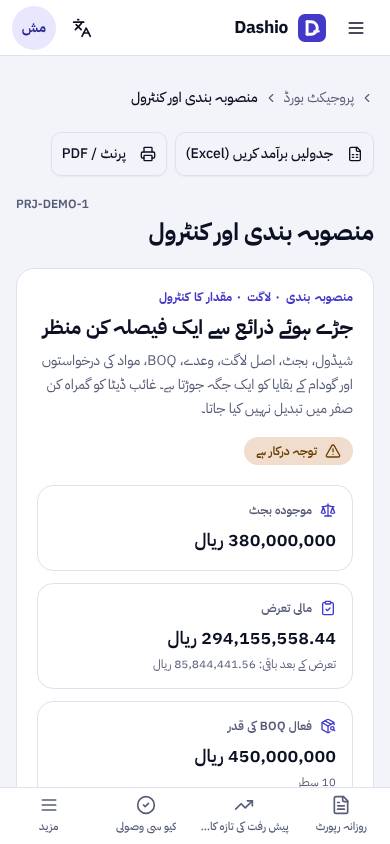 Dashio
مش
پروجیکٹ بورڈ
منصوبہ بندی اور کنٹرول
جدولیں برآمد کریں (Excel)
پرنٹ / PDF
PRJ-DEMO-1
منصوبہ بندی اور کنٹرول
منصوبہ بندی · لاگت · مقدار کا کنٹرول
جڑے ہوئے ذرائع سے ایک فیصلہ کن منظر
شیڈول، بجٹ، اصل لاگت، وعدے، BOQ، مواد کی درخواستوں
اور گودام کے بقایا کو ایک جگہ جوڑتا ہے۔ غائب ڈیٹا کو گمراہ کن
صفر میں تبدیل نہیں کیا جاتا۔
توجہ درکار ہے
موجودہ بجٹ
380,000,000 ریال
مالی تعرض
294,155,558.44 ریال
تعرض کے بعد باقی: 85,844,441.56 ریال
فعال BOQ کی قدر
450,000,000 ریال
10 سطر
روزانہ رپورٹ
پیش رفت کی تازہ کا...
کیو سی وصولی
مزید